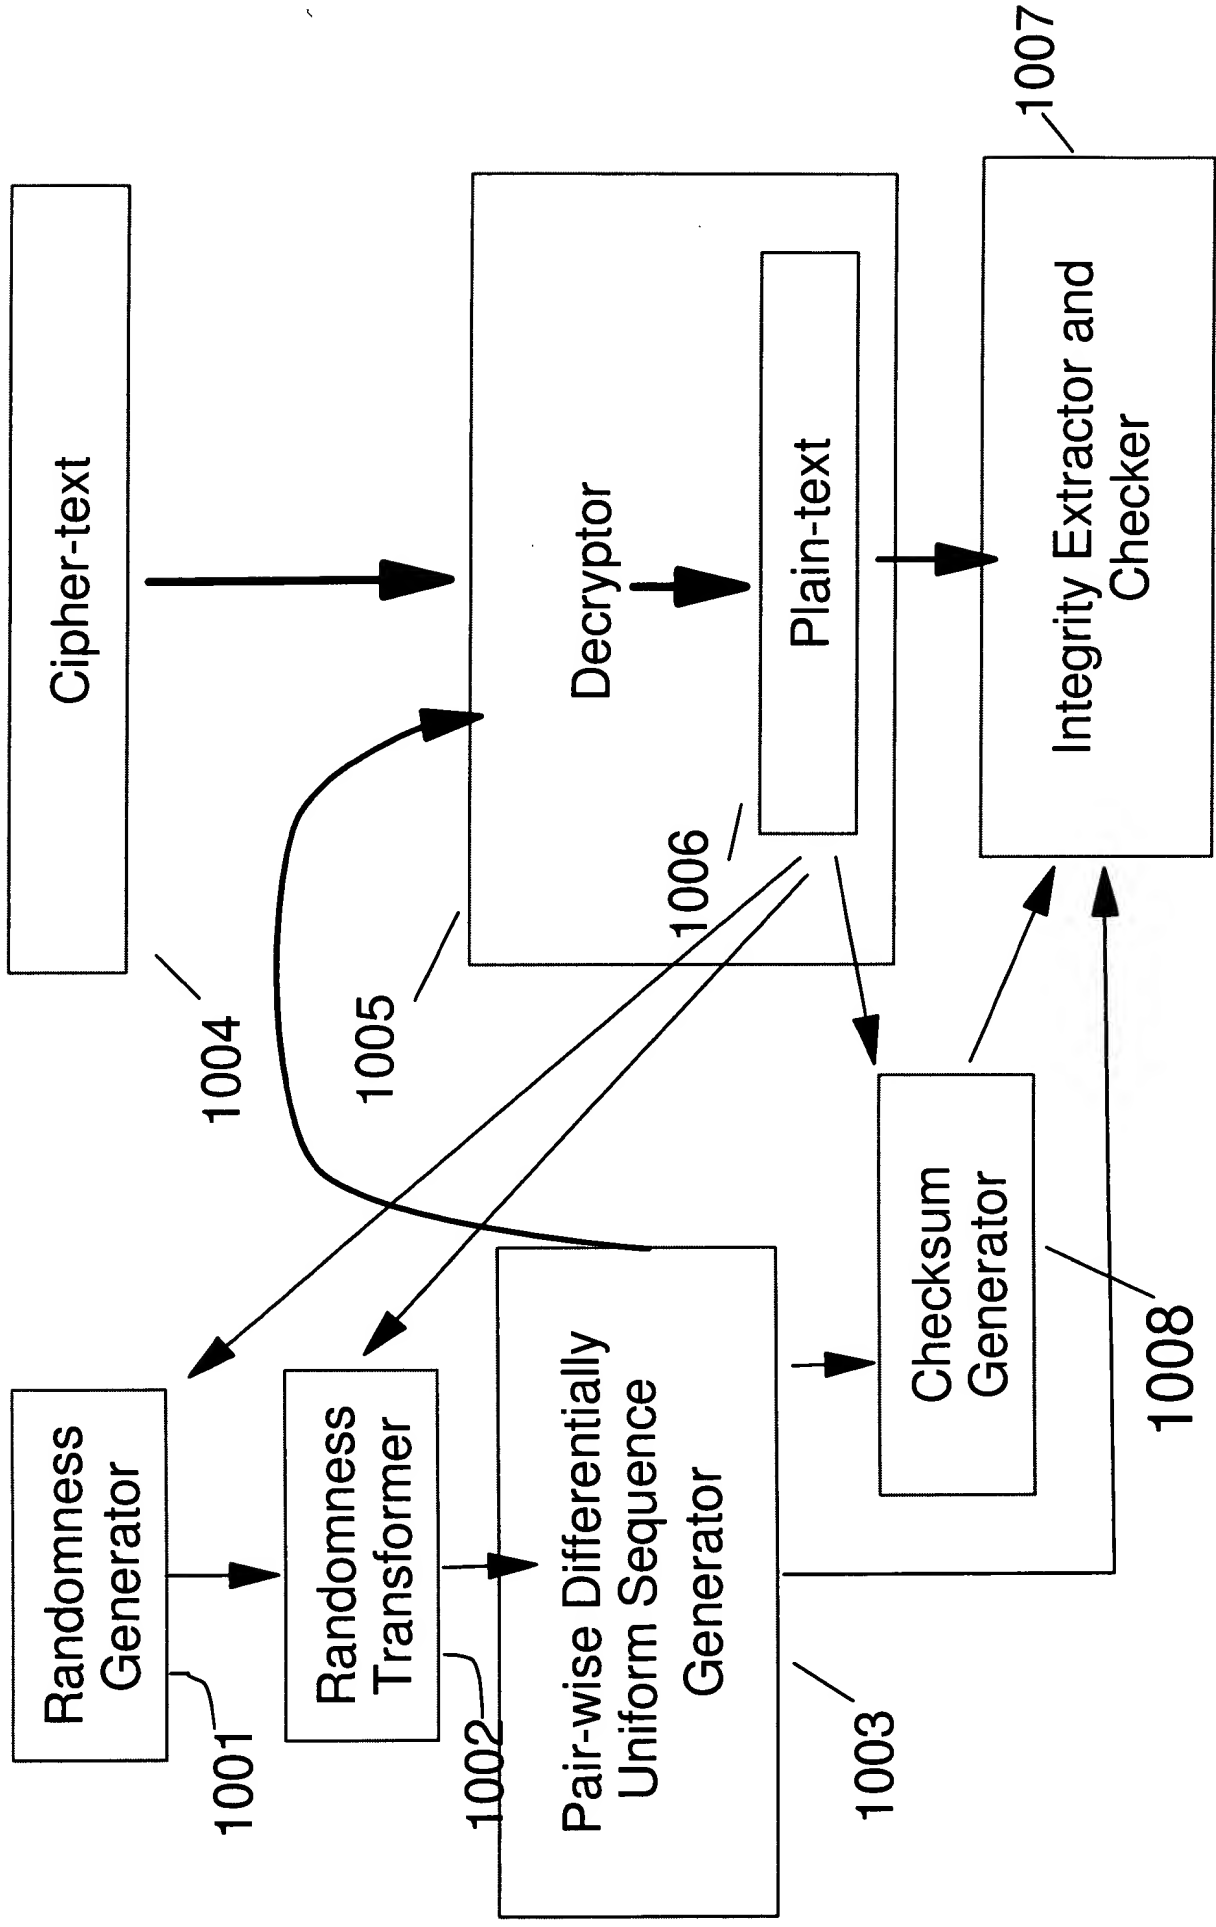 Randomness
Generator
1001
Randomness
Transformer
1002
Pair-wise Differentially
Uniform Sequence
Generator
1003
Cipher-text
1004
1005
Decryptor
1006
Plain-text
Checksum
Generator
1008
Integrity Extractor and
Checker
1007